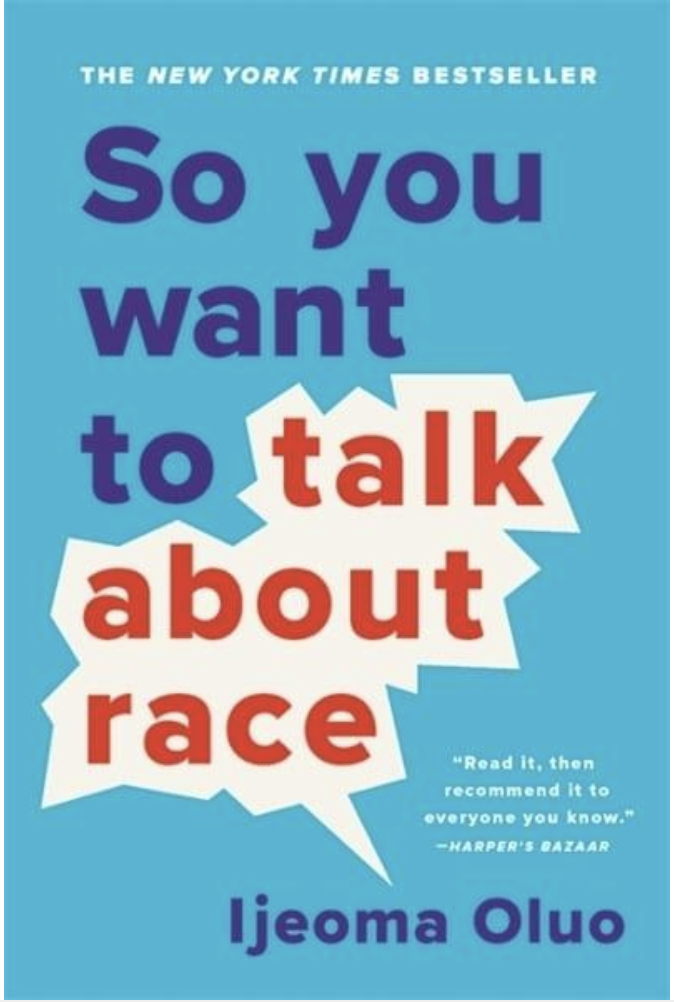 THE NEW YORK TIMES BESTSELLER
So you
want
to talk
about
race
“Read it, then
recommend it to
everyone you know.”
—HARPER'S BAZAAR
Ijeoma Oluo